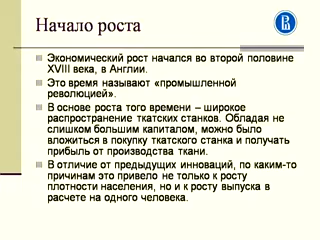 Начало роста
Экономический рост начался во второй половине
XVIII века, в Англии.
Это время называют «промышленной
революцией».
В основе роста того времени – широкое
распространение ткатских станков. Обладая не
слишком большим капиталом, можно было
вложиться в покупку ткатского станка и получать
прибыль от производства ткани.
В отличие от предыдущих инноваций, по каким-то
причинам это привело не только к росту
плотности населения, но и к росту выпуска в
расчете на одного человека.